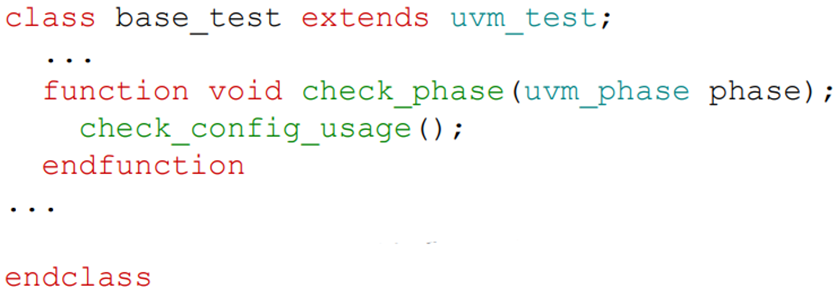 class base_test extends uvm_test;
...
function void check_phase(uvm_phase phase);
check_config_usage();
endfunction
...
endclass